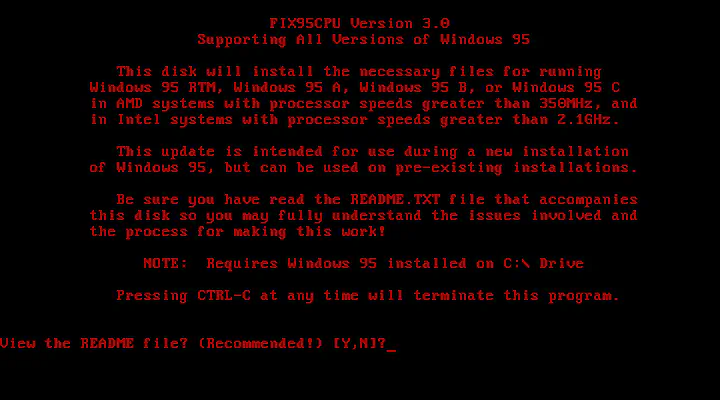 FIX95CPU Version 3.0
Supporting All Versions of Windows 95
This disk will install the necessary files for running
Windows 95 RTM, Windows 95 A, Windows 95 B, or Windows 95 C
in AMD systems with processor speeds greater than 350MHz, and
in Intel systems with processor speeds greater than 2.1GHz.
This update is intended for use during a new installation
of Windows 95, but can be used on pre-existing installations.
Be sure you have read the README.TXT file that accompanies
this disk so you may fully understand the issues involved and
the process for making this work!
NOTE:  Requires Windows 95 installed on C:\ Drive
Pressing CTRL-C at any time will terminate this program.
View the README file? (Recommended!) [Y,N]?_